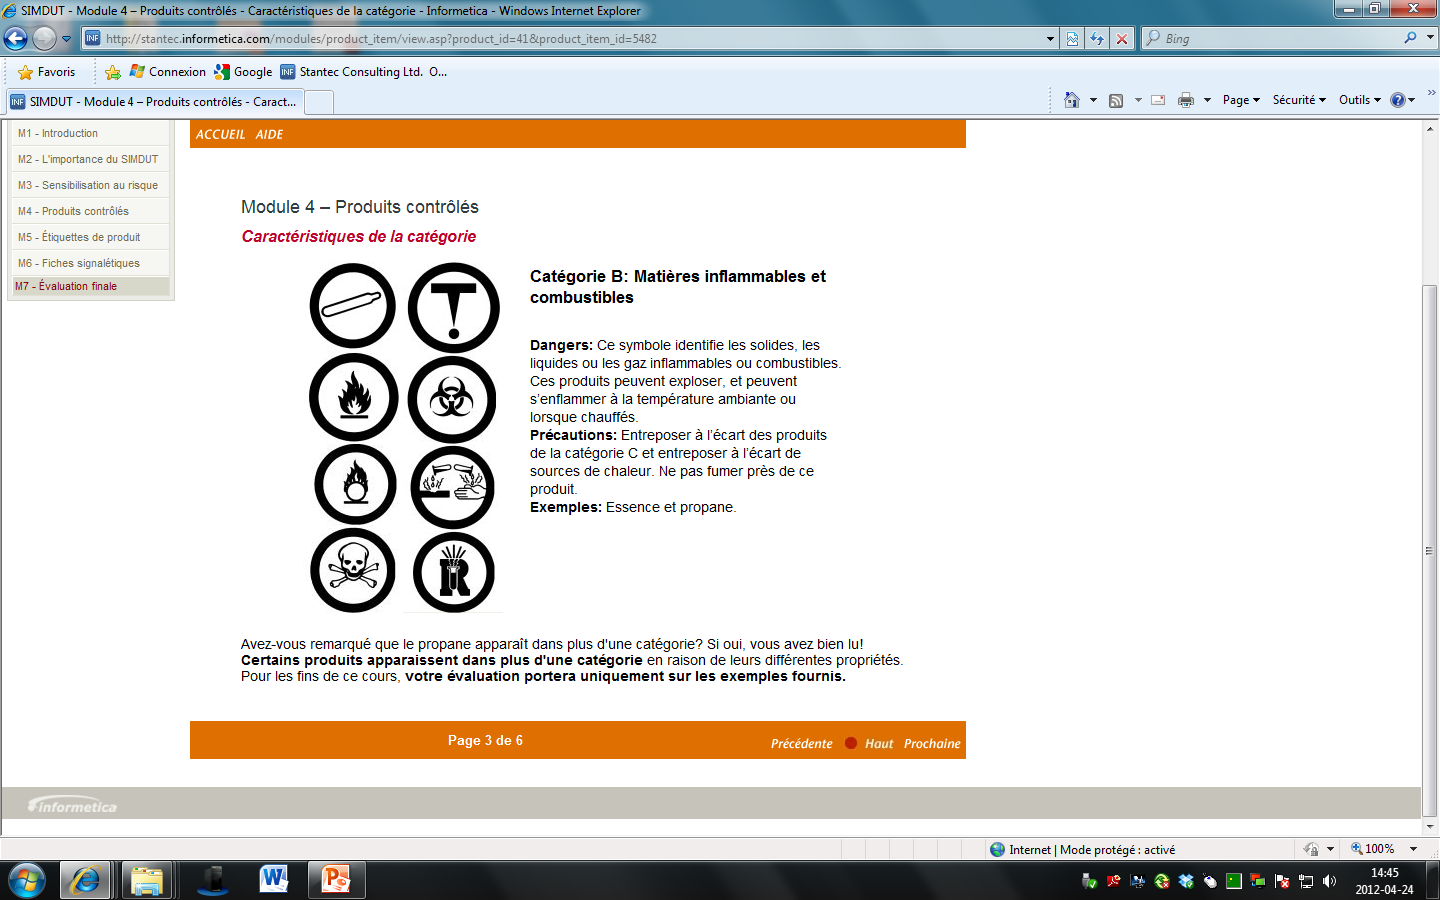 SIMDUT - Module 4 – Produits contrôlés - Caractéristiques de la catégorie - Informetica - Windows Internet Explorer
http://stantec.informetica.com/modules/product_item/view.asp?product_id=41&product_item_id=5482
Bing
Favoris
Connexion
Google
Stantec Consulting Ltd. O...
SIMDUT - Module 4 – Produits contrôlés - Caract...
Page
Sécurité
Outils
M1 - Introduction
M2 - L'importance du SIMDUT
M3 - Sensibilisation au risque
M4 - Produits contrôlés
M5 - Étiquettes de produit
M6 - Fiches signalétiques
M7 - Évaluation finale
ACCUEIL AIDE
Module 4 – Produits contrôlés
Caractéristiques de la catégorie
Catégorie B: Matières inflammables et
combustibles
Dangers: Ce symbole identifie les solides, les
liquides ou les gaz inflammables ou combustibles.
Ces produits peuvent exploser, et peuvent
s’enflammer à la température ambiante ou
lorsque chauffés.
Précautions: Entreposer à l’écart des produits
de la catégorie C et entreposer à l’écart de
sources de chaleur. Ne pas fumer près de ce
produit.
Exemples: Essence et propane.
R
Avez-vous remarqué que le propane apparaît dans plus d'une catégorie? Si oui, vous avez bien lu!
Certains produits apparaissent dans plus d'une catégorie en raison de leurs différentes propriétés.
Pour les fins de ce cours, votre évaluation portera uniquement sur les exemples fournis.
Page 3 de 6
Précédente Haut Prochaine
informetica
Internet | Mode protégé : activé
100%
14:45
2012-04-24